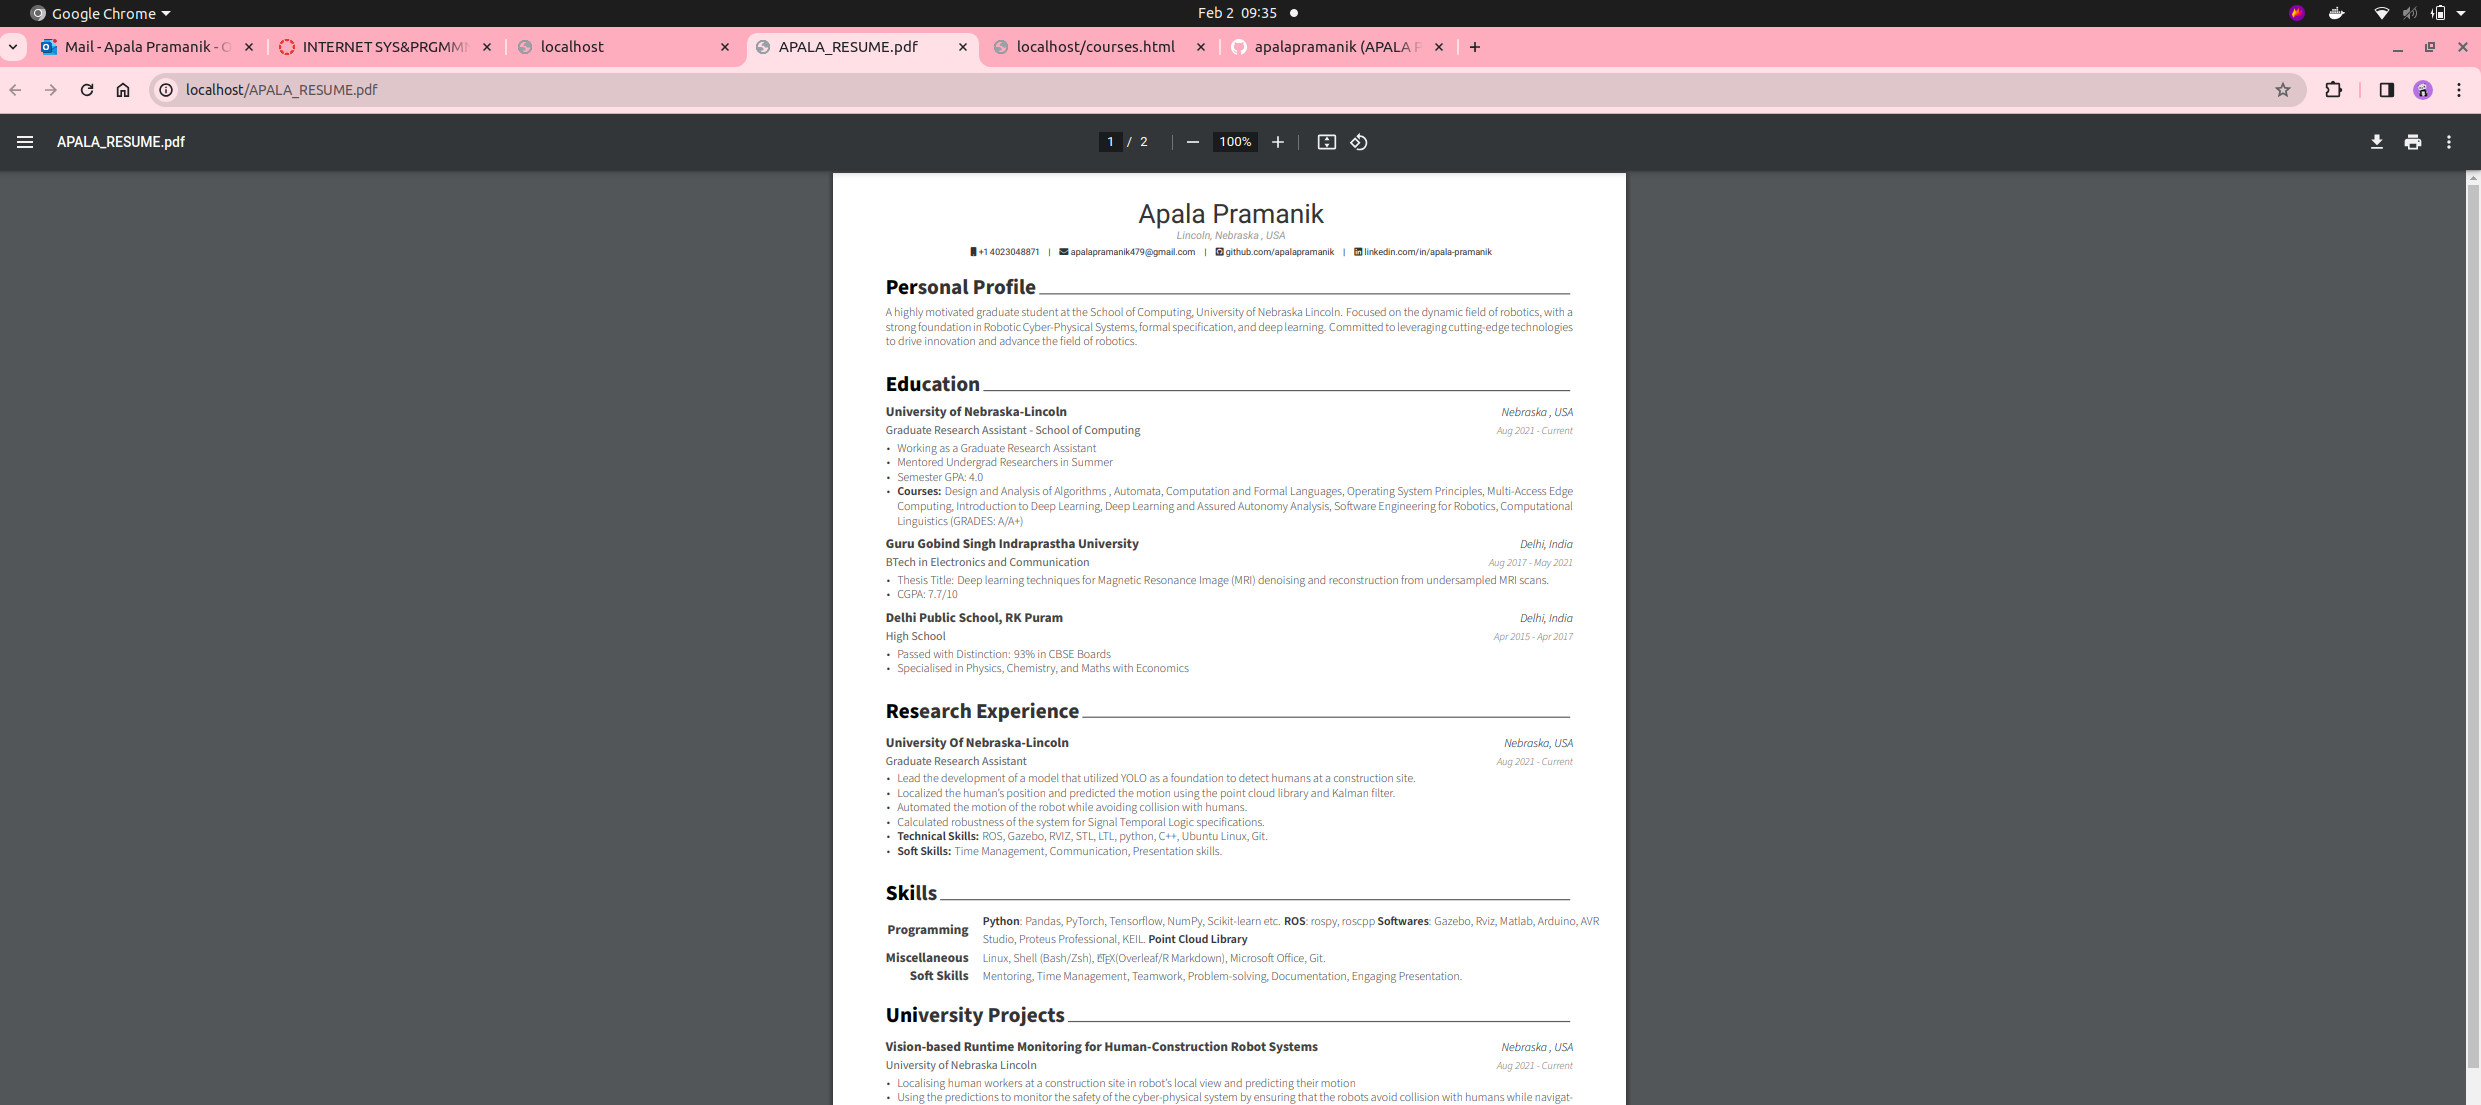 Google Chrome
Feb 2 09:35
Mail - Apala Pramanik - O
INTERNET SYS&PRGMM
localhost
APALA_RESUME.pdf
localhost/courses.html
apalapramanik (APALA P
localhost/APALA_RESUME.pdf
APALA_RESUME.pdf
1 / 2
100%
Apala Pramanik
Lincoln, Nebraska , USA
+1 4023048871 | apalapramanik479@gmail.com | github.com/apalapramanik | linkedin.com/in/apala-pramanik
Personal Profile
A highly motivated graduate student at the School of Computing, University of Nebraska Lincoln. Focused on the dynamic field of robotics, with a
strong foundation in Robotic Cyber-Physical Systems, formal specification, and deep learning. Committed to leveraging cutting-edge technologies
to drive innovation and advance the field of robotics.
Education
University of Nebraska-Lincoln Nebraska , USA
Graduate Research Assistant - School of Computing Aug 2021 - Current
• Working as a Graduate Research Assistant
• Mentored Undergrad Researchers in Summer
• Semester GPA: 4.0
• Courses: Design and Analysis of Algorithms , Automata, Computation and Formal Languages, Operating System Principles, Multi-Access Edge
Computing, Introduction to Deep Learning, Deep Learning and Assured Autonomy Analysis, Software Engineering for Robotics, Computational
Linguistics (GRADES: A/A+)
Guru Gobind Singh Indraprastha University Delhi, India
BTech in Electronics and Communication Aug 2017 - May 2021
• Thesis Title: Deep learning techniques for Magnetic Resonance Image (MRI) denoising and reconstruction from undersampled MRI scans.
• CGPA: 7.7/10
Delhi Public School, RK Puram Delhi, India
High School Apr 2015 - Apr 2017
• Passed with Distinction: 93% in CBSE Boards
• Specialised in Physics, Chemistry, and Maths with Economics
Research Experience
University Of Nebraska-Lincoln Nebraska, USA
Graduate Research Assistant Aug 2021 - Current
• Lead the development of a model that utilized YOLO as a foundation to detect humans at a construction site.
• Localized the human's position and predicted the motion using the point cloud library and Kalman filter.
• Automated the motion of the robot while avoiding collision with humans.
• Calculated robustness of the system for Signal Temporal Logic specifications.
• Technical Skills: ROS, Gazebo, RVIZ, STL, LTL, python, C++, Ubuntu Linux, Git.
• Soft Skills: Time Management, Communication, Presentation skills.
Skills
Programming Python: Pandas, PyTorch, Tensorflow, NumPy, Scikit-learn etc. ROS: rospy, roscpp Softwares: Gazebo, Rviz, Matlab, Arduino, AVR
Studio, Proteus Professional, KEIL. Point Cloud Library
Miscellaneous Linux, Shell (Bash/Zsh), LATEX(Overleaf/R Markdown), Microsoft Office, Git.
Soft Skills Mentoring, Time Management, Teamwork, Problem-solving, Documentation, Engaging Presentation.
University Projects
Vision-based Runtime Monitoring for Human-Construction Robot Systems Nebraska , USA
University of Nebraska Lincoln Aug 2021 - Current
• Localising human workers at a construction site in robot's local view and predicting their motion
• Using the predictions to monitor the safety of the cyber-physical system by ensuring that the robots avoid collision with humans while navigat-